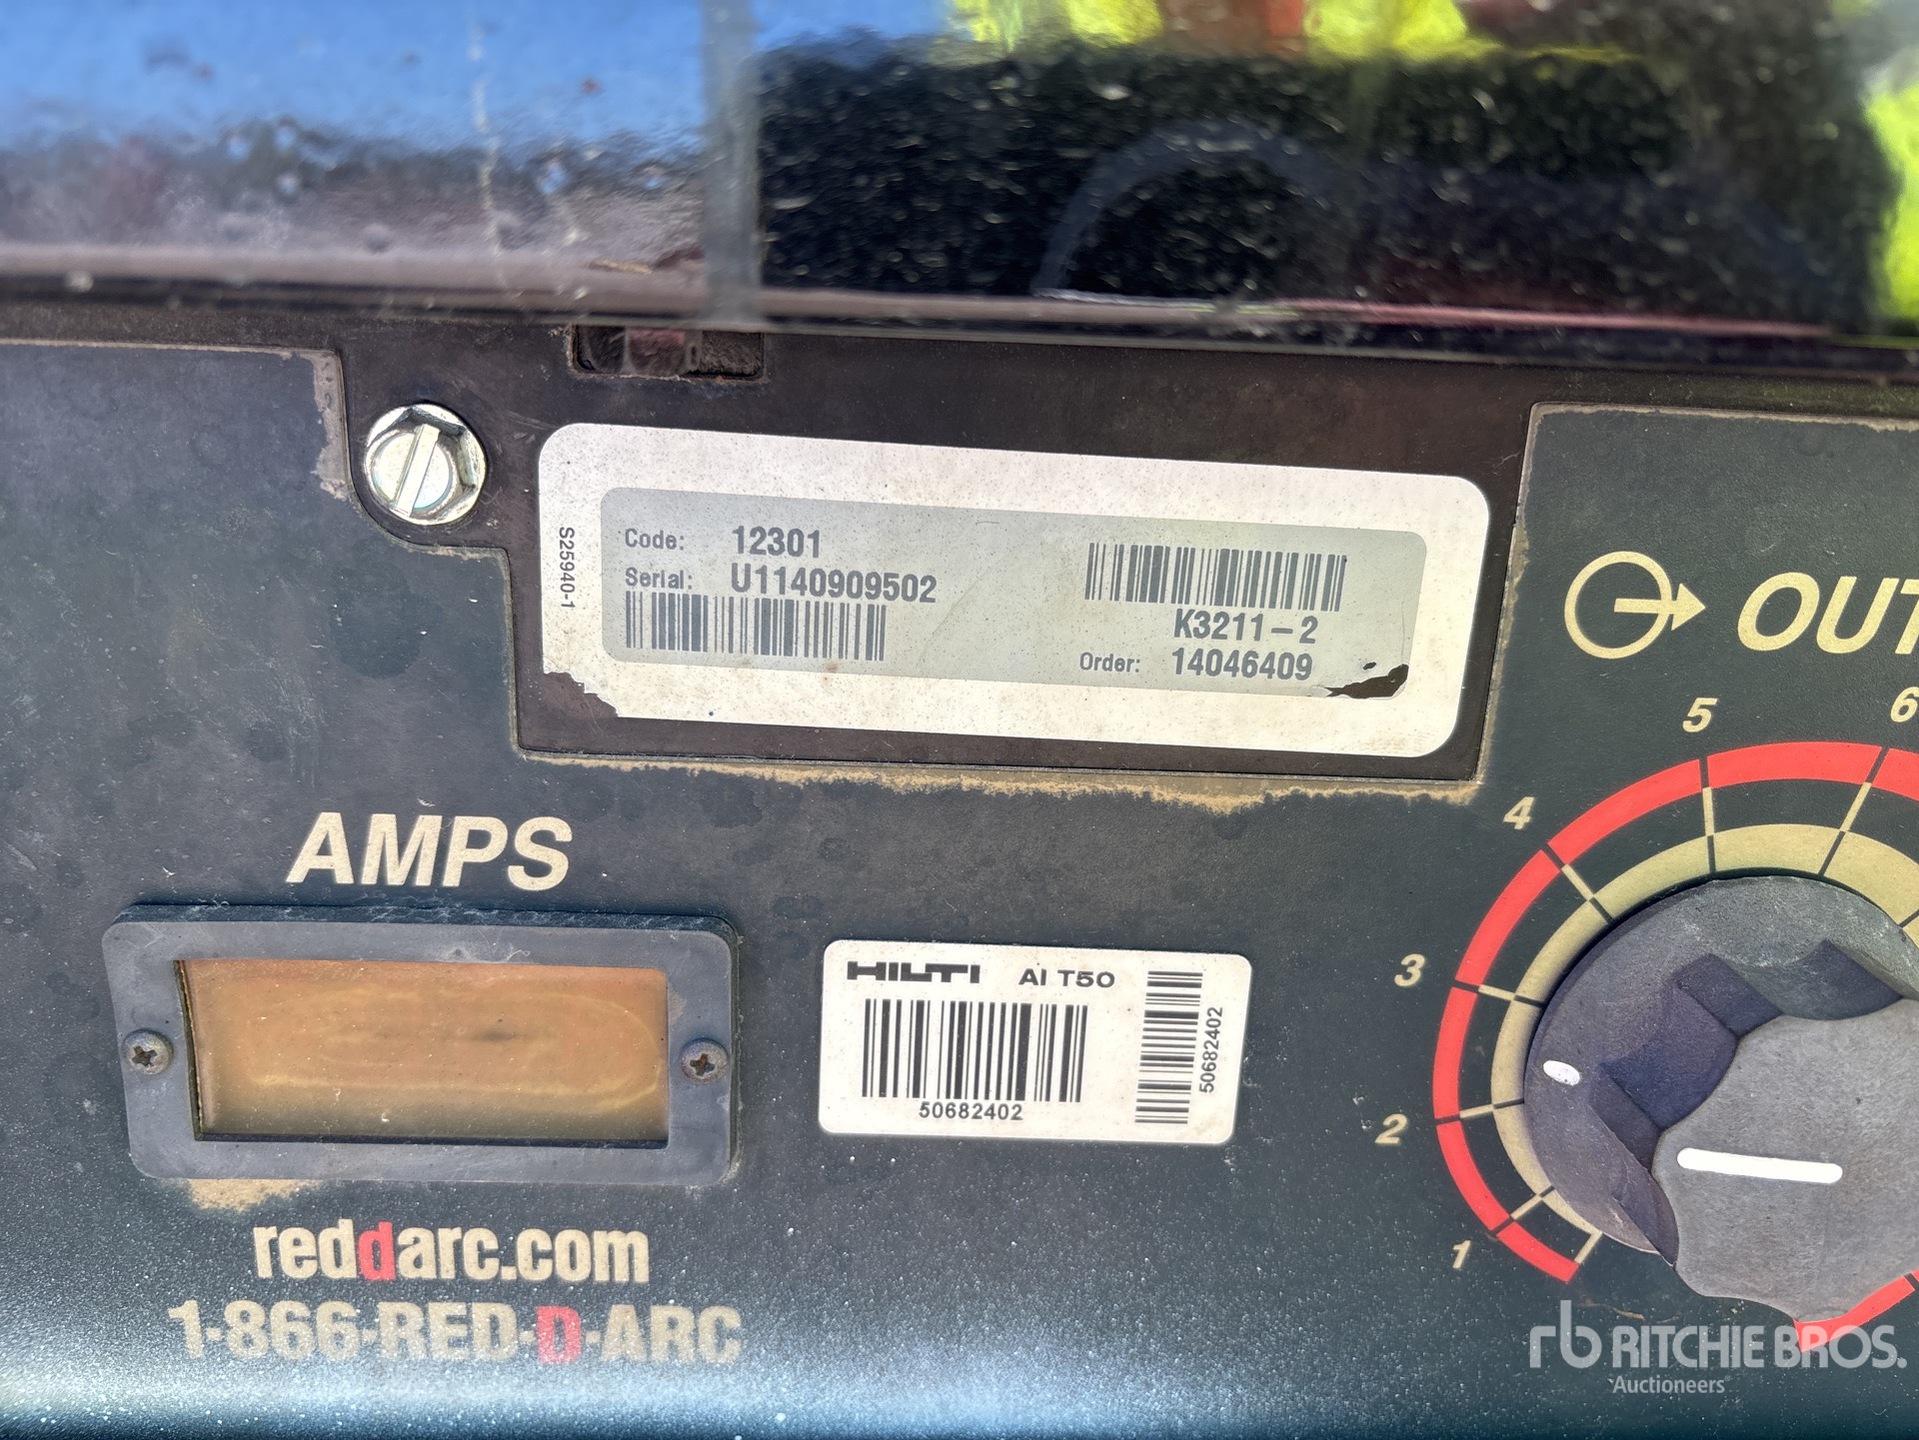 S25940-1
Code: 12301
Serial: U1140909502
K3211-2
Order: 14046409
OUT
6
5
4
3
2
1
AMPS
HILTI AI T50
50682402
50682402
reddarc.com
1-866-RED-D-ARC
rb RITCHIE BROS.
Auctioneers